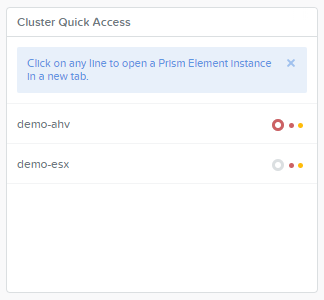 Cluster Quick Access
Click on any line to open a Prism Element instance
in a new tab.
demo-ahv
demo-esx